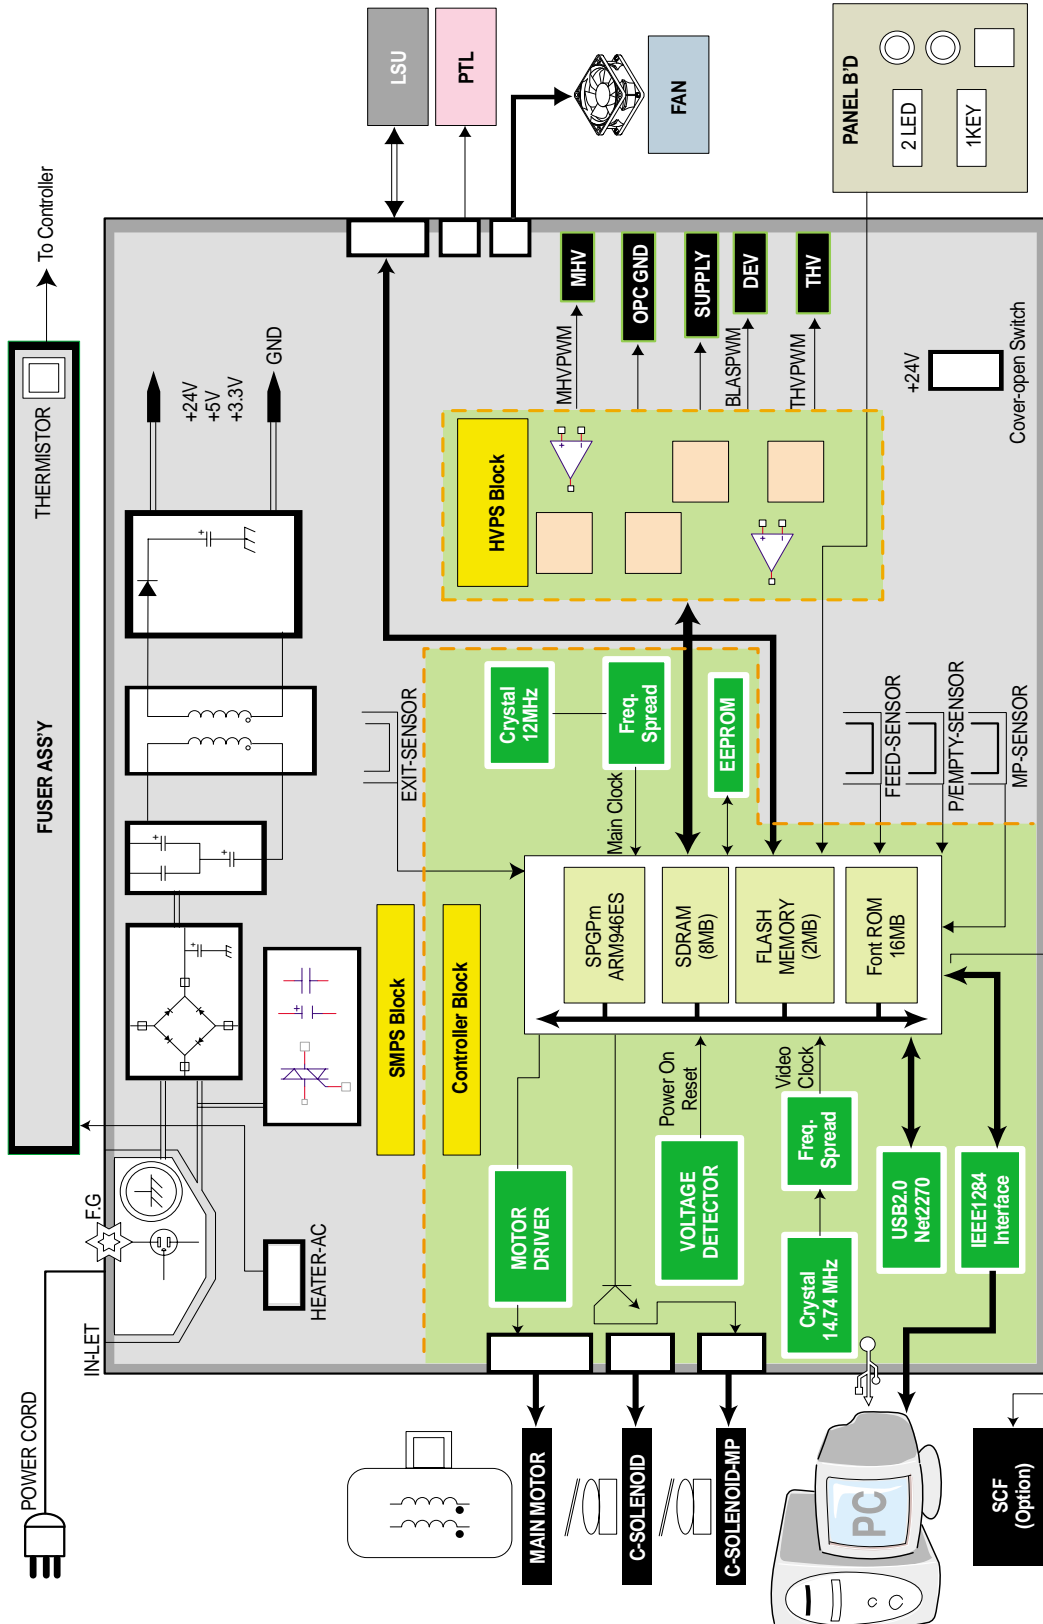 POWER CORD
IN-LET
F.G
FUSER ASS'Y
THERMISTOR
To Controller
HEATER-AC
+24V
+5V
+3.3V
GND
SMPS Block
EXIT-SENSOR
Controller Block
HVPS Block
LSU
PTL
FAN
PANEL B'D
2 LED
1KEY
MHVPWM
MHV
OPC GND
SUPPLY
BLASPWM
DEV
THVPWM
THV
+24V
Cover-open Switch
Crystal
12MHz
Freq.
Spread
Main Clock
EEPROM
FEED-SENSOR
P/EMPTY-SENSOR
MP-SENSOR
SPGPm
ARM946ES
SDRAM
(8MB)
FLASH
MEMORY
(2MB)
Font ROM
16MB
MOTOR
DRIVER
VOLTAGE
DETECTOR
Power On
Reset
Crystal
14.74 MHz
Freq.
Spread
Video
Clock
USB2.0
Net2270
IEEE1284
Interface
MAIN MOTOR
C-SOLENOID
C-SOLENOID-MP
PC
SCF
(Option)